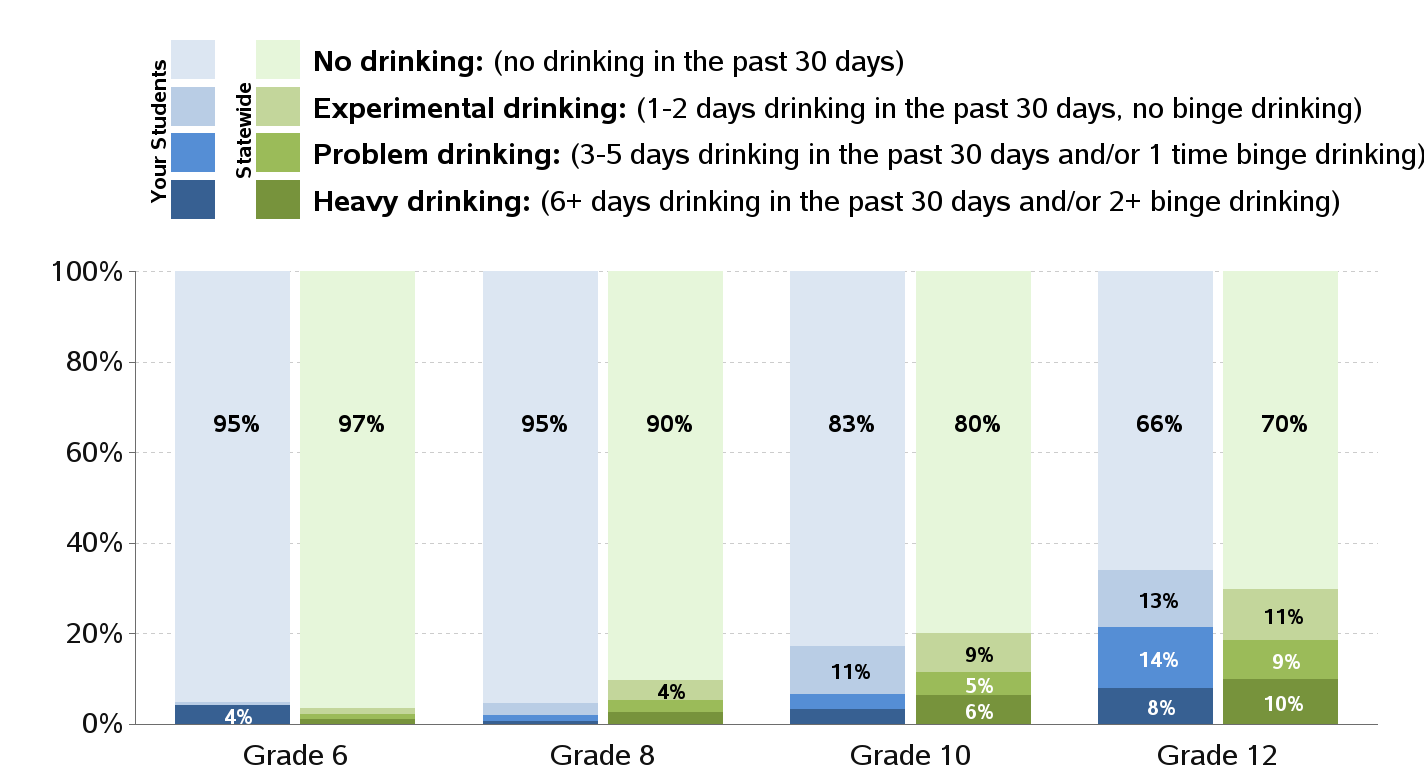 Your Students
Statewide
No drinking: (no drinking in the past 30 days)
Experimental drinking: (1-2 days drinking in the past 30 days, no binge drinking)
Problem drinking: (3-5 days drinking in the past 30 days and/or 1 time binge drinking)
Heavy drinking: (6+ days drinking in the past 30 days and/or 2+ binge drinking)
100%
80%
95% 97% 95% 90% 83% 80% 66% 70%
60%
40%
13%
11%
20%
9%
14% 9%
11%
4% 5%
10%
8%
6%
4%
0%
Grade 6 Grade 8 Grade 10 Grade 12